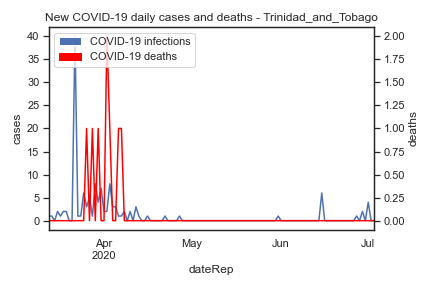 New COVID-19 daily cases and deaths - Trinidad_and_Tobago
COVID-19 infections
COVID-19 deaths
40
35
30
25
20
15
10
5
0
cases
2.00
1.75
1.50
1.25
1.00
0.75
0.50
0.25
0.00
deaths
Apr
2020
May
Jun
Jul
dateRep